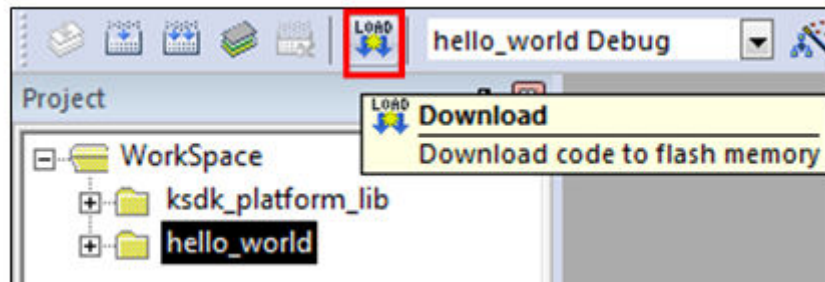 LOAD
hello_world Debug
Project
LOAD Download
Download code to flash memory
WorkSpace
ksdk_platform_lib
hello_world